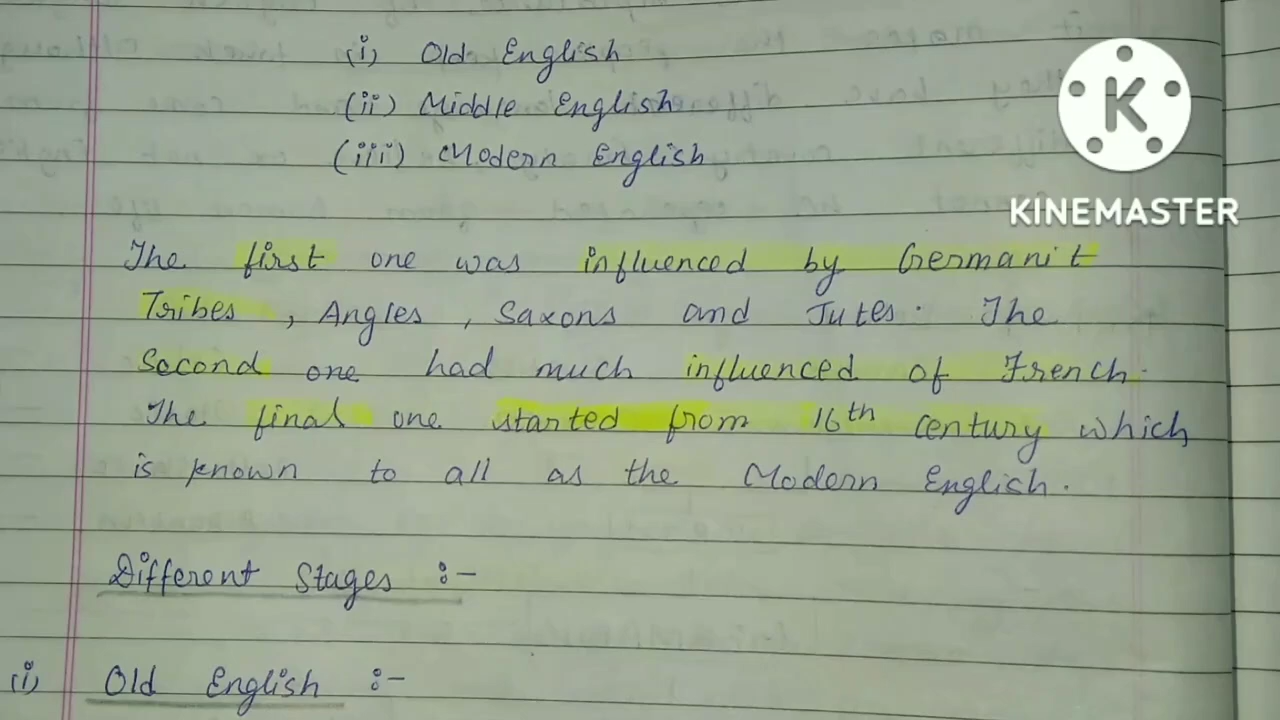 (i) Old English
(ii) Middle English
(iii) Modern English
KINEMASTER
The first one was influenced by Germanit
Tribes , Angles , Saxons and Jutes. The
Second one had much influenced of French.
The final one started from 16th century which
is known to all as the Modern English.
Different Stages :-
(i) Old English :-